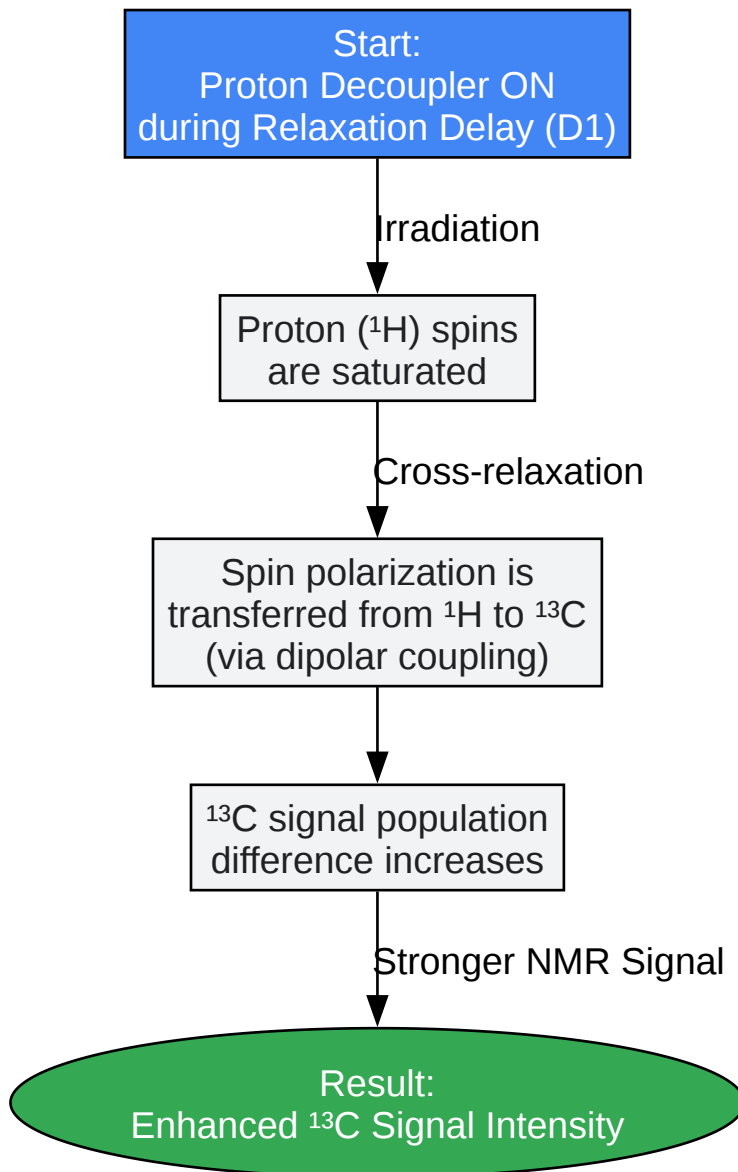 Start:
Proton Decoupler ON
during Relaxation Delay (D1)
Irradiation
Proton (¹H) spins
are saturated
Cross-relaxation
Spin polarization is
transferred from ¹H to ¹³C
(via dipolar coupling)
¹³C signal population
difference increases
Stronger NMR Signal
Result:
Enhanced ¹³C Signal Intensity